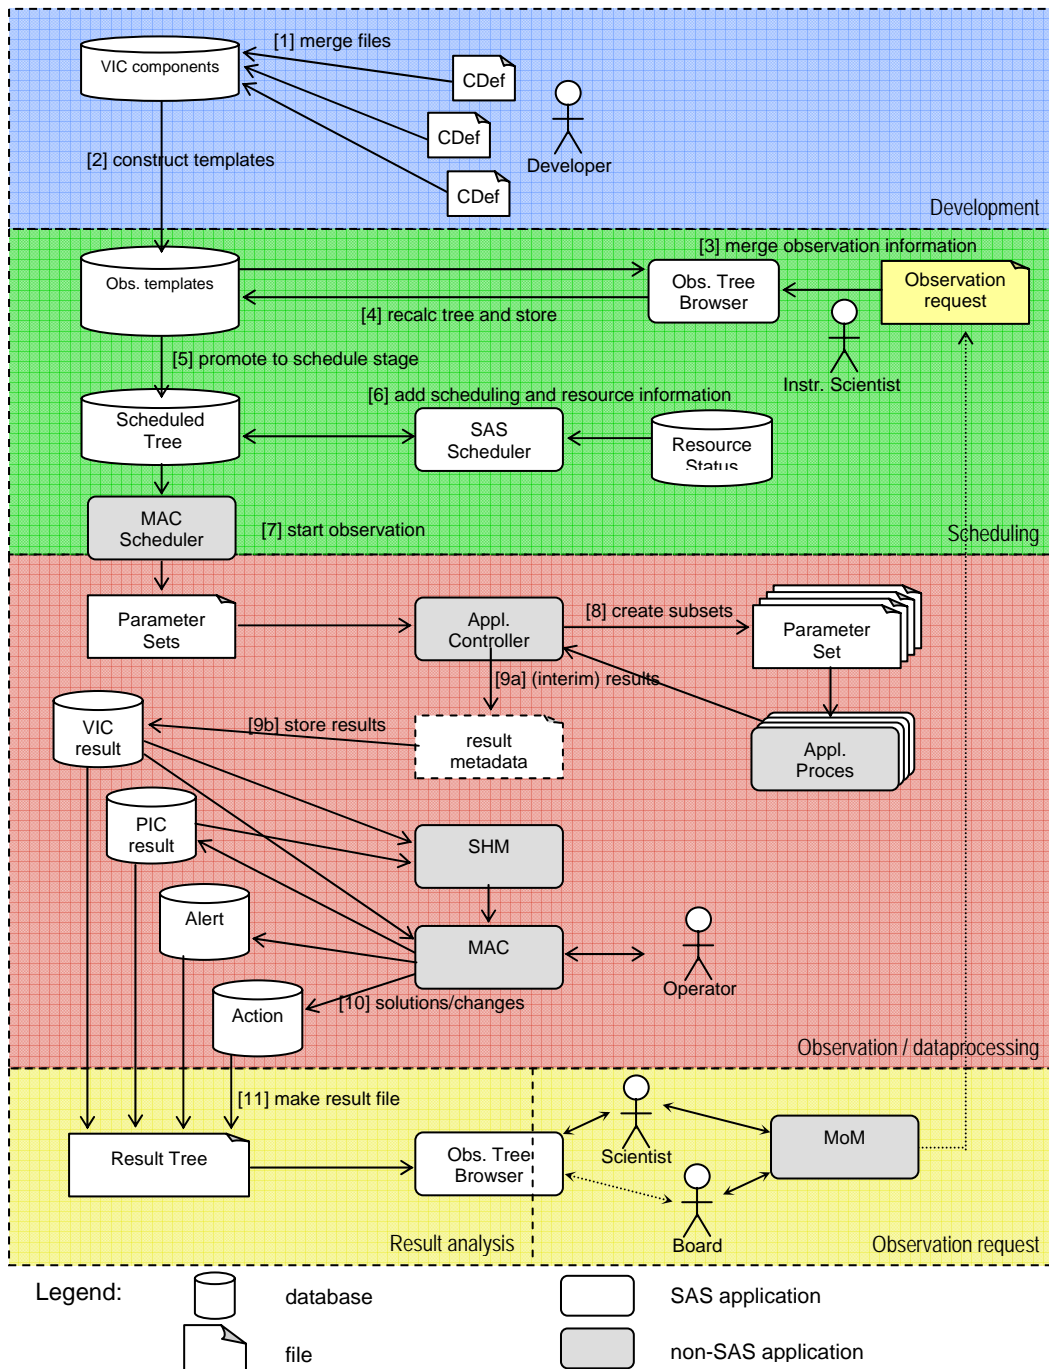 [1] merge files
VIC components
CDef
CDef
CDef
Developer
[2] construct templates
Development
[3] merge observation information
Obs. templates
Obs. Tree
Browser
Observation
request
[4] recalc tree and store
[5] promote to schedule stage
Instr. Scientist
[6] add scheduling and resource information
Scheduled
Tree
SAS
Scheduler
Resource
Status
MAC
Scheduler
[7] start observation
Scheduling
Parameter
Sets
Appl.
Controller
[8] create subsets
Parameter
Set
[9a] (interim) results
VIC
result
[9b] store results
result
metadata
Appl.
Proces
PIC
result
SHM
Alert
MAC
Operator
Action
[10] solutions/changes
Observation / dataprocessing
[11] make result file
Result Tree
Obs. Tree
Browser
Scientist
MoM
Board
Result analysis
Observation request
Legend:
database
SAS application
file
non-SAS application